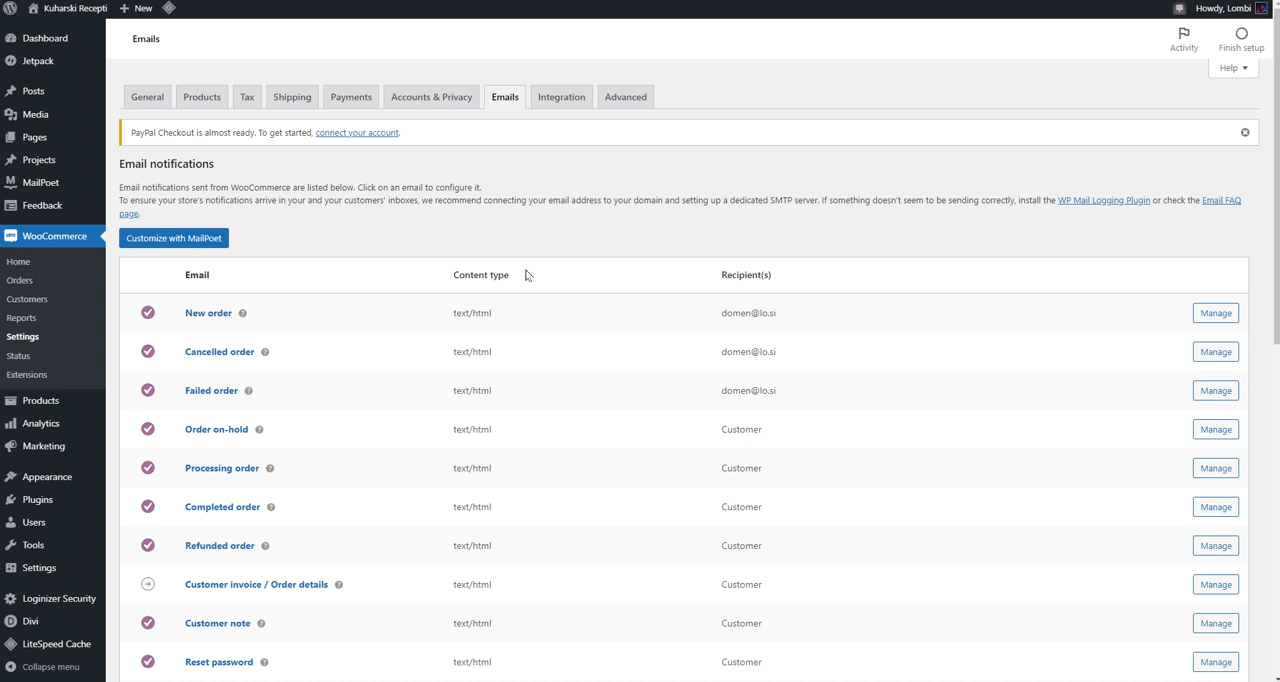 Kuharski Recepti
New
Howdy, Lombi
Dashboard
Jetpack
Posts
Media
Pages
Projects
MailPoet
Feedback
WooCommerce
Home
Orders
Customers
Reports
Settings
Status
Extensions
Products
Analytics
Marketing
Appearance
Plugins
Users
Tools
Settings
Loginizer Security
Divi
LiteSpeed Cache
Collapse menu
Emails
Activity
Finish setup
Help
General
Products
Tax
Shipping
Payments
Accounts & Privacy
Emails
Integration
Advanced
PayPal Checkout is almost ready. To get started, connect your account.
Email notifications
Email notifications sent from WooCommerce are listed below. Click on an email to configure it.
To ensure your store's notifications arrive in your and your customers' inboxes, we recommend connecting your email address to your domain and setting up a dedicated SMTP server. If something doesn't seem to be sending correctly, install the WP Mail Logging Plugin or check the Email FAQ
page.
Customize with MailPoet
Email Content type Recipient(s)
New order text/html domen@lo.si Manage
Cancelled order text/html domen@lo.si Manage
Failed order text/html domen@lo.si Manage
Order on-hold text/html Customer Manage
Processing order text/html Customer Manage
Completed order text/html Customer Manage
Refunded order text/html Customer Manage
Customer invoice / Order details text/html Customer Manage
Customer note text/html Customer Manage
Reset password text/html Customer Manage